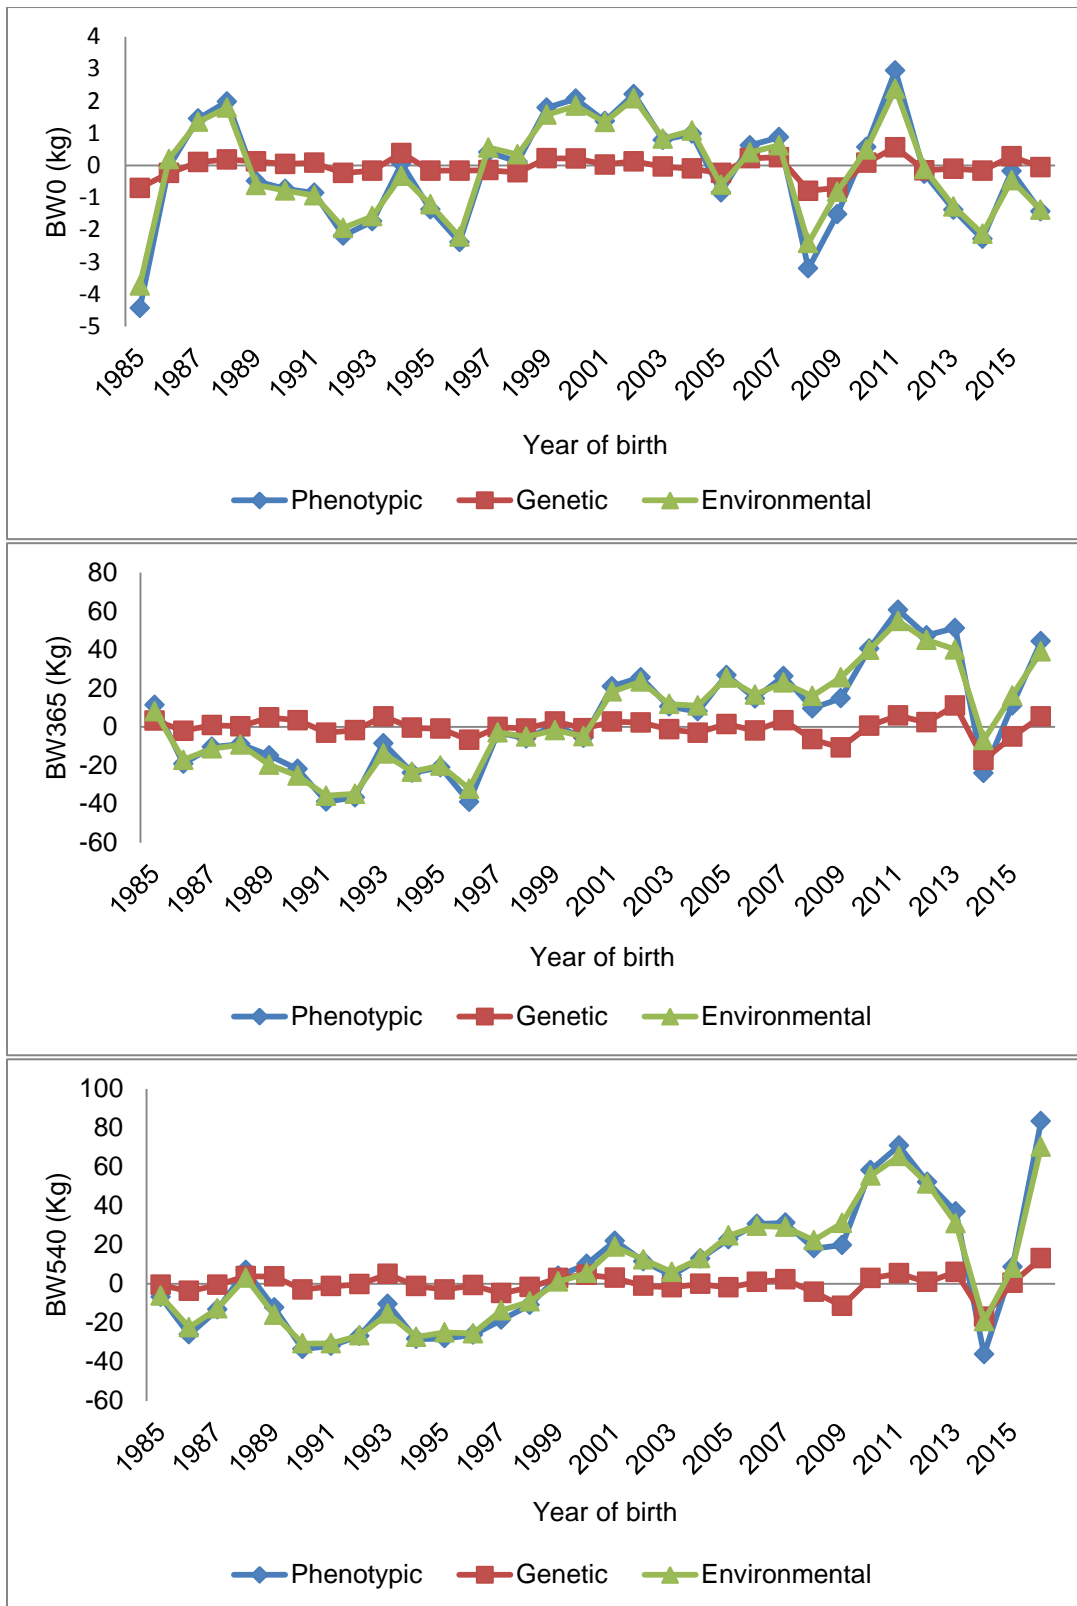 BW0 (kg)
4
3
2
1
0
-1
-2
-3
-4
-5
1985 1987 1989 1991 1993 1995 1997 1999 2001 2003 2005 2007 2009 2011 2013 2015
Year of birth
Phenotypic Genetic Environmental
BW365 (Kg)
80
60
40
20
0
-20
-40
-60
1985 1987 1989 1991 1993 1995 1997 1999 2001 2003 2005 2007 2009 2011 2013 2015
Year of birth
Phenotypic Genetic Environmental
BW540 (Kg)
100
80
60
40
20
0
-20
-40
-60
1985 1987 1989 1991 1993 1995 1997 1999 2001 2003 2005 2007 2009 2011 2013 2015
Year of birth
Phenotypic Genetic Environmental